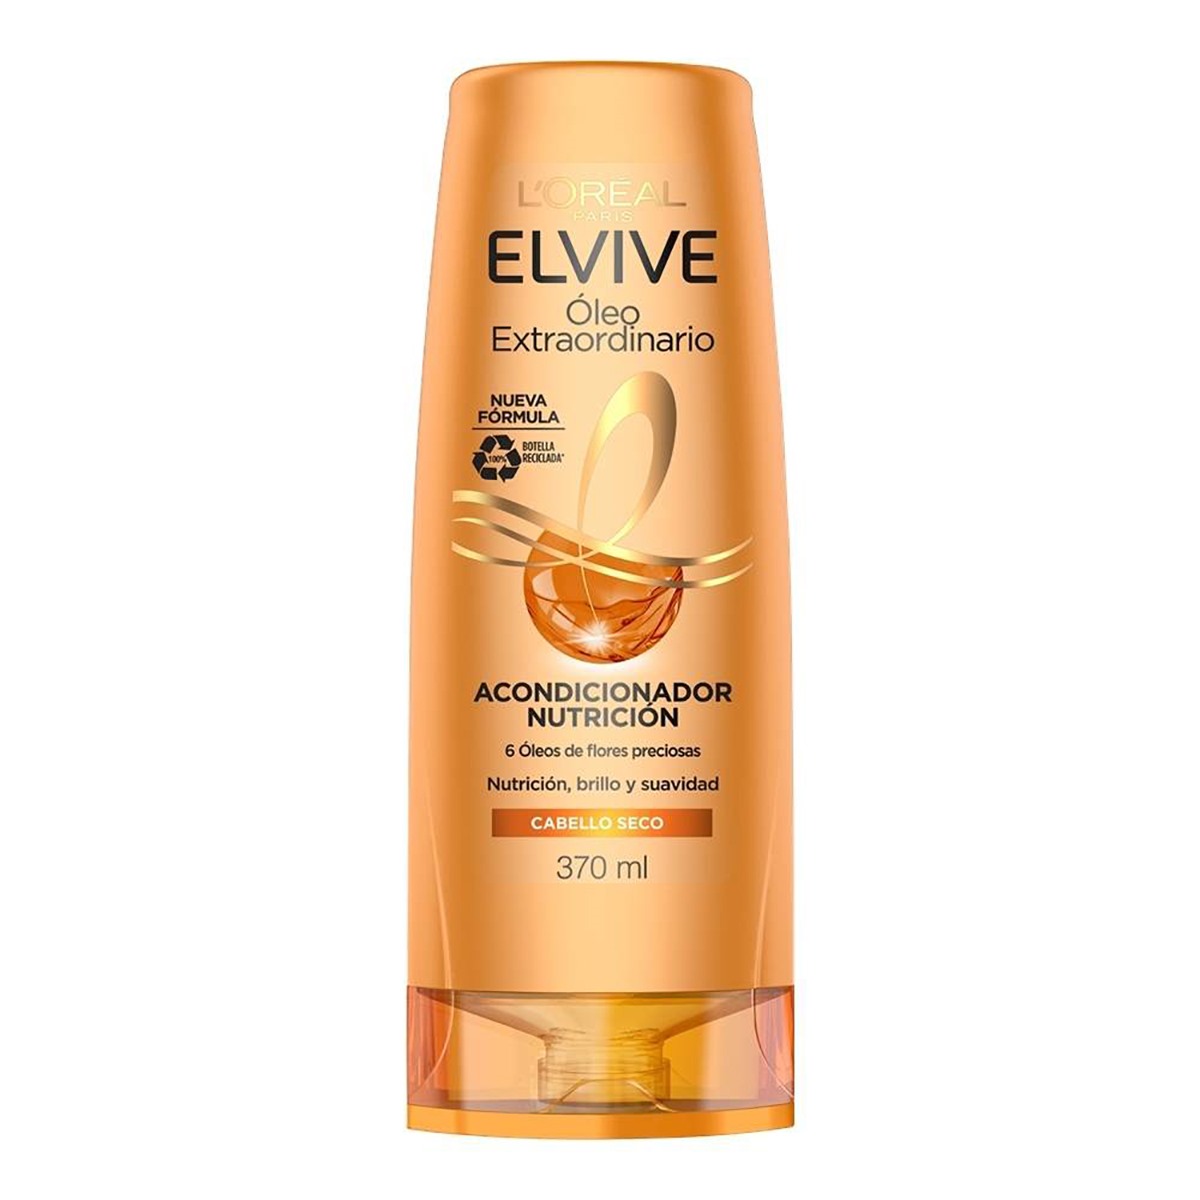 L'ORÉAL
PARIS
ELVIVE
Óleo
Extraordinario
NUEVA
FÓRMULA
100%
BOTELLA
RECICLADA*
ACONDICIONADOR
NUTRICIÓN
6 Óleos de flores preciosas
Nutrición, brillo y suavidad
CABELLO SECO
370 ml